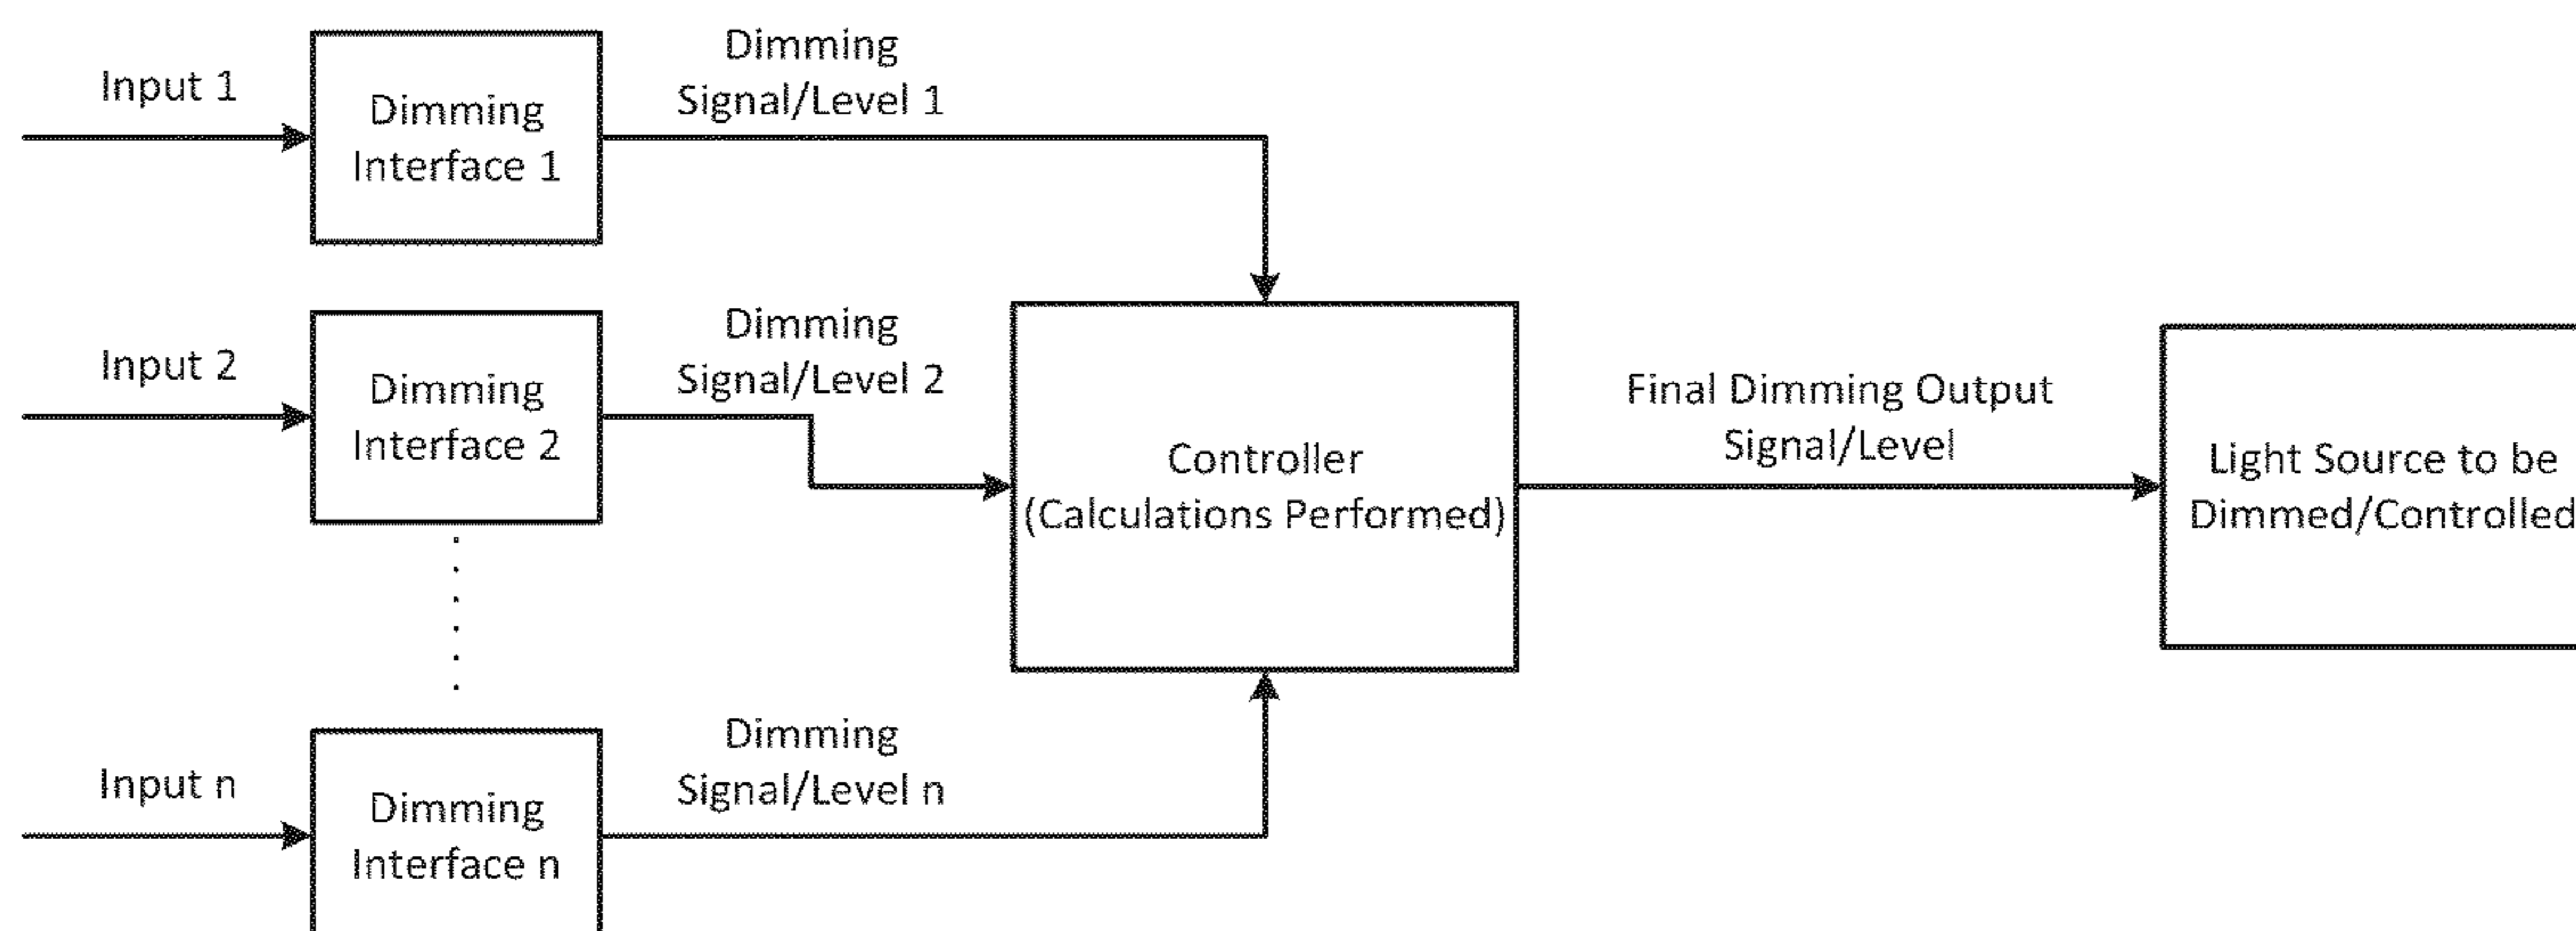 Input 1
Dimming
Interface 1
Dimming
Signal/Level 1
Input 2
Dimming
Interface 2
Dimming
Signal/Level 2
Controller
(Calculations Performed)
Final Dimming Output
Signal/Level
Light Source to be
Dimmed/Controlled
Input n
Dimming
Interface n
Dimming
Signal/Level n